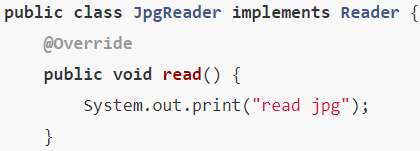 public class JpgReader implements Reader {
    @Override
    public void read() {
        System.out.print("read jpg");
    }